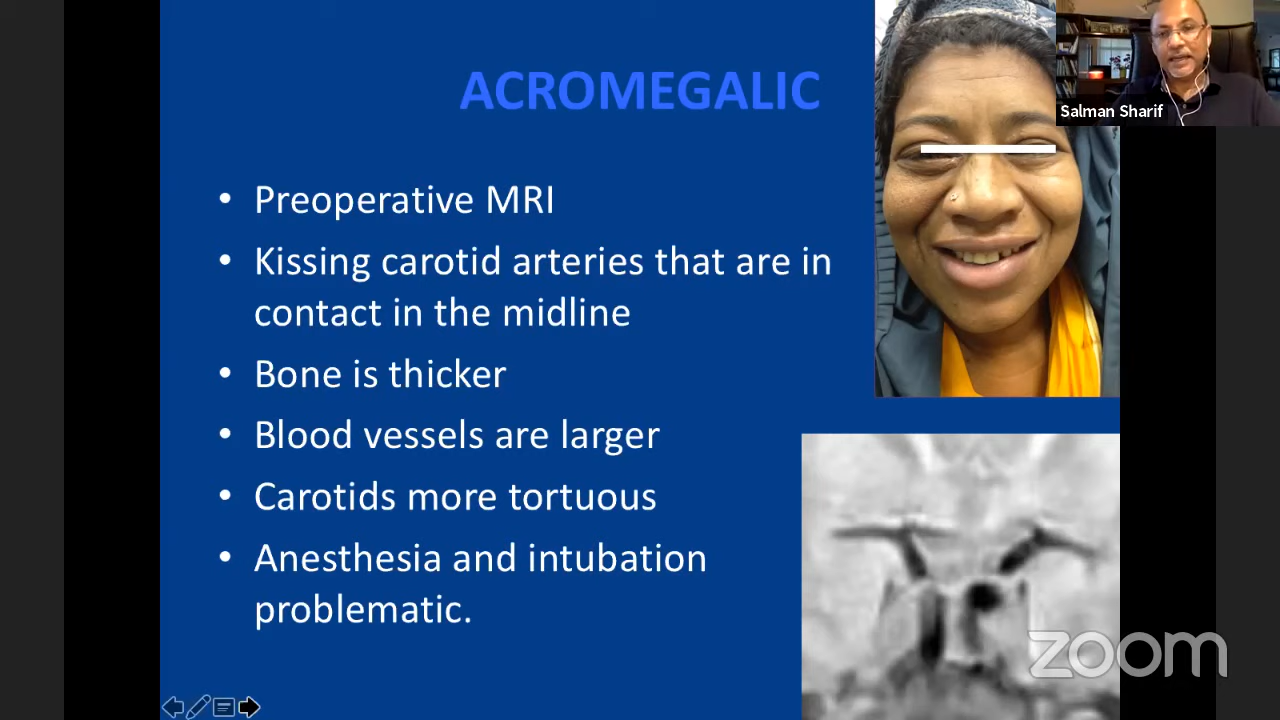 ACROMEGALIC
Salman Sharif
• Preoperative MRI
• Kissing carotid arteries that are in
contact in the midline
• Bone is thicker
• Blood vessels are larger
• Carotids more tortuous
• Anesthesia and intubation
problematic.
zoom